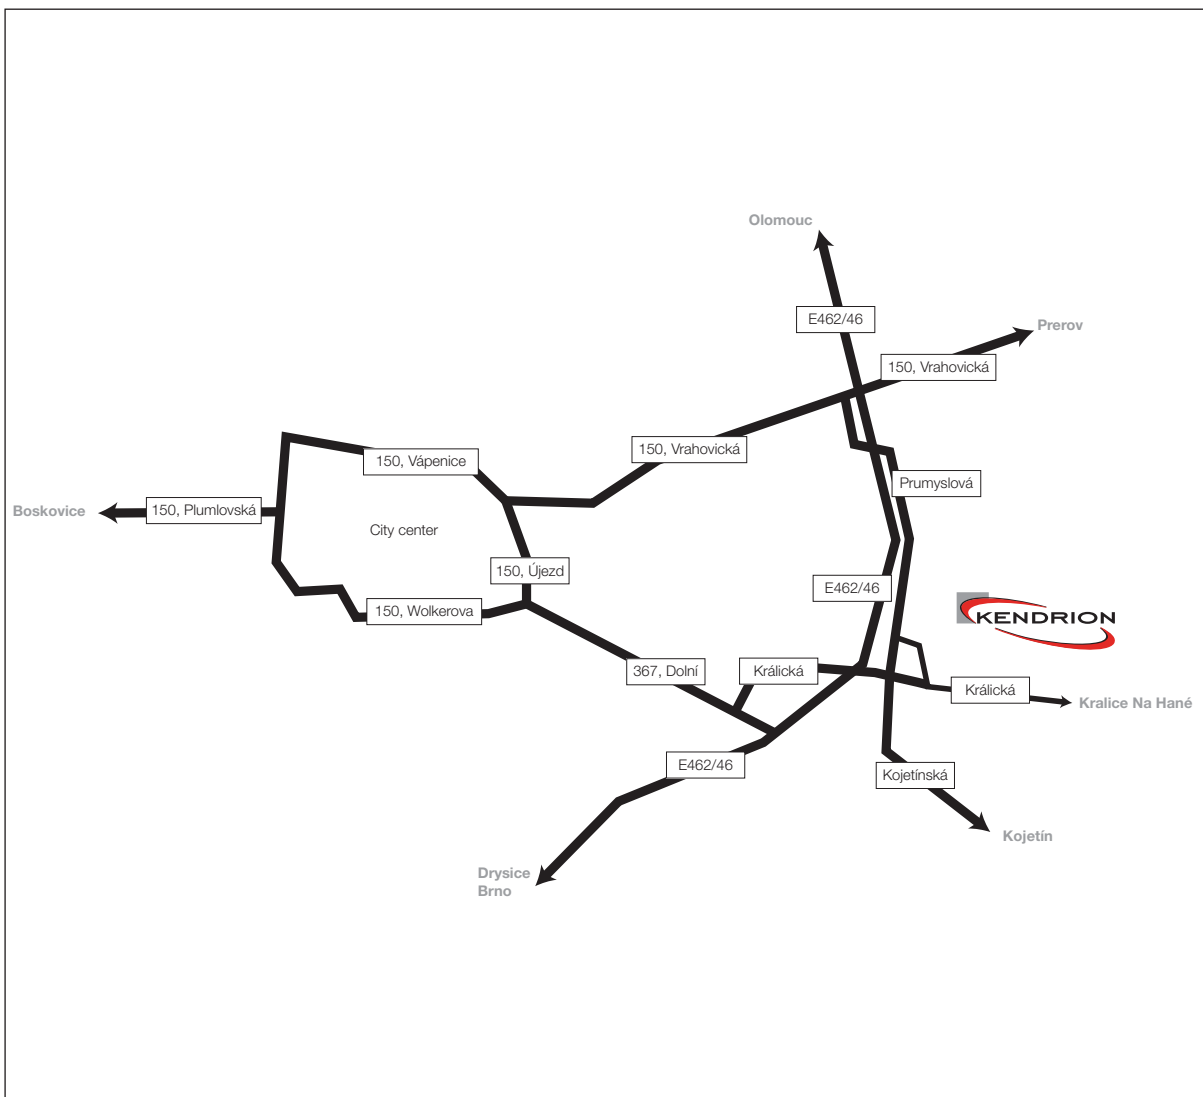 Olomouc
E462/46
Prerov
150, Vrahovická
150, Vrahovická
150, Vápenice
Prumyslová
Boskovice
150, Plumlovská
City center
150, Újezd
E462/46
150, Wolkerova
KENDRION
367, Dolní
Králická
Králická
Kralice Na Hané
E462/46
Kojetínská
Kojetín
Drysice
Brno